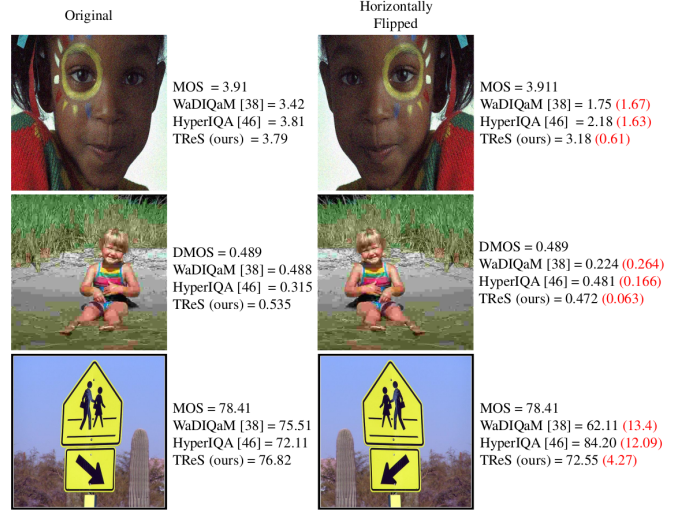 Original
Horizontally
Flipped
MOS = 3.91
WaDIQaM [38] = 3.42
HyperIQA [46] = 3.81
TReS (ours) = 3.79
MOS = 3.911
WaDIQaM [38] = 1.75 (1.67)
HyperIQA [46] = 2.18 (1.63)
TReS (ours) = 3.18 (0.61)
DMOS = 0.489
WaDIQaM [38] = 0.488
HyperIQA [46] = 0.315
TReS (ours) = 0.535
DMOS = 0.489
WaDIQaM [38] = 0.224 (0.264)
HyperIQA [46] = 0.481 (0.166)
TReS (ours) = 0.472 (0.063)
MOS = 78.41
WaDIQaM [38] = 75.51
HyperIQA [46] = 72.11
TReS (ours) = 76.82
MOS = 78.41
WaDIQaM [38] = 62.11 (13.4)
HyperIQA [46] = 84.20 (12.09)
TReS (ours) = 72.55 (4.27)